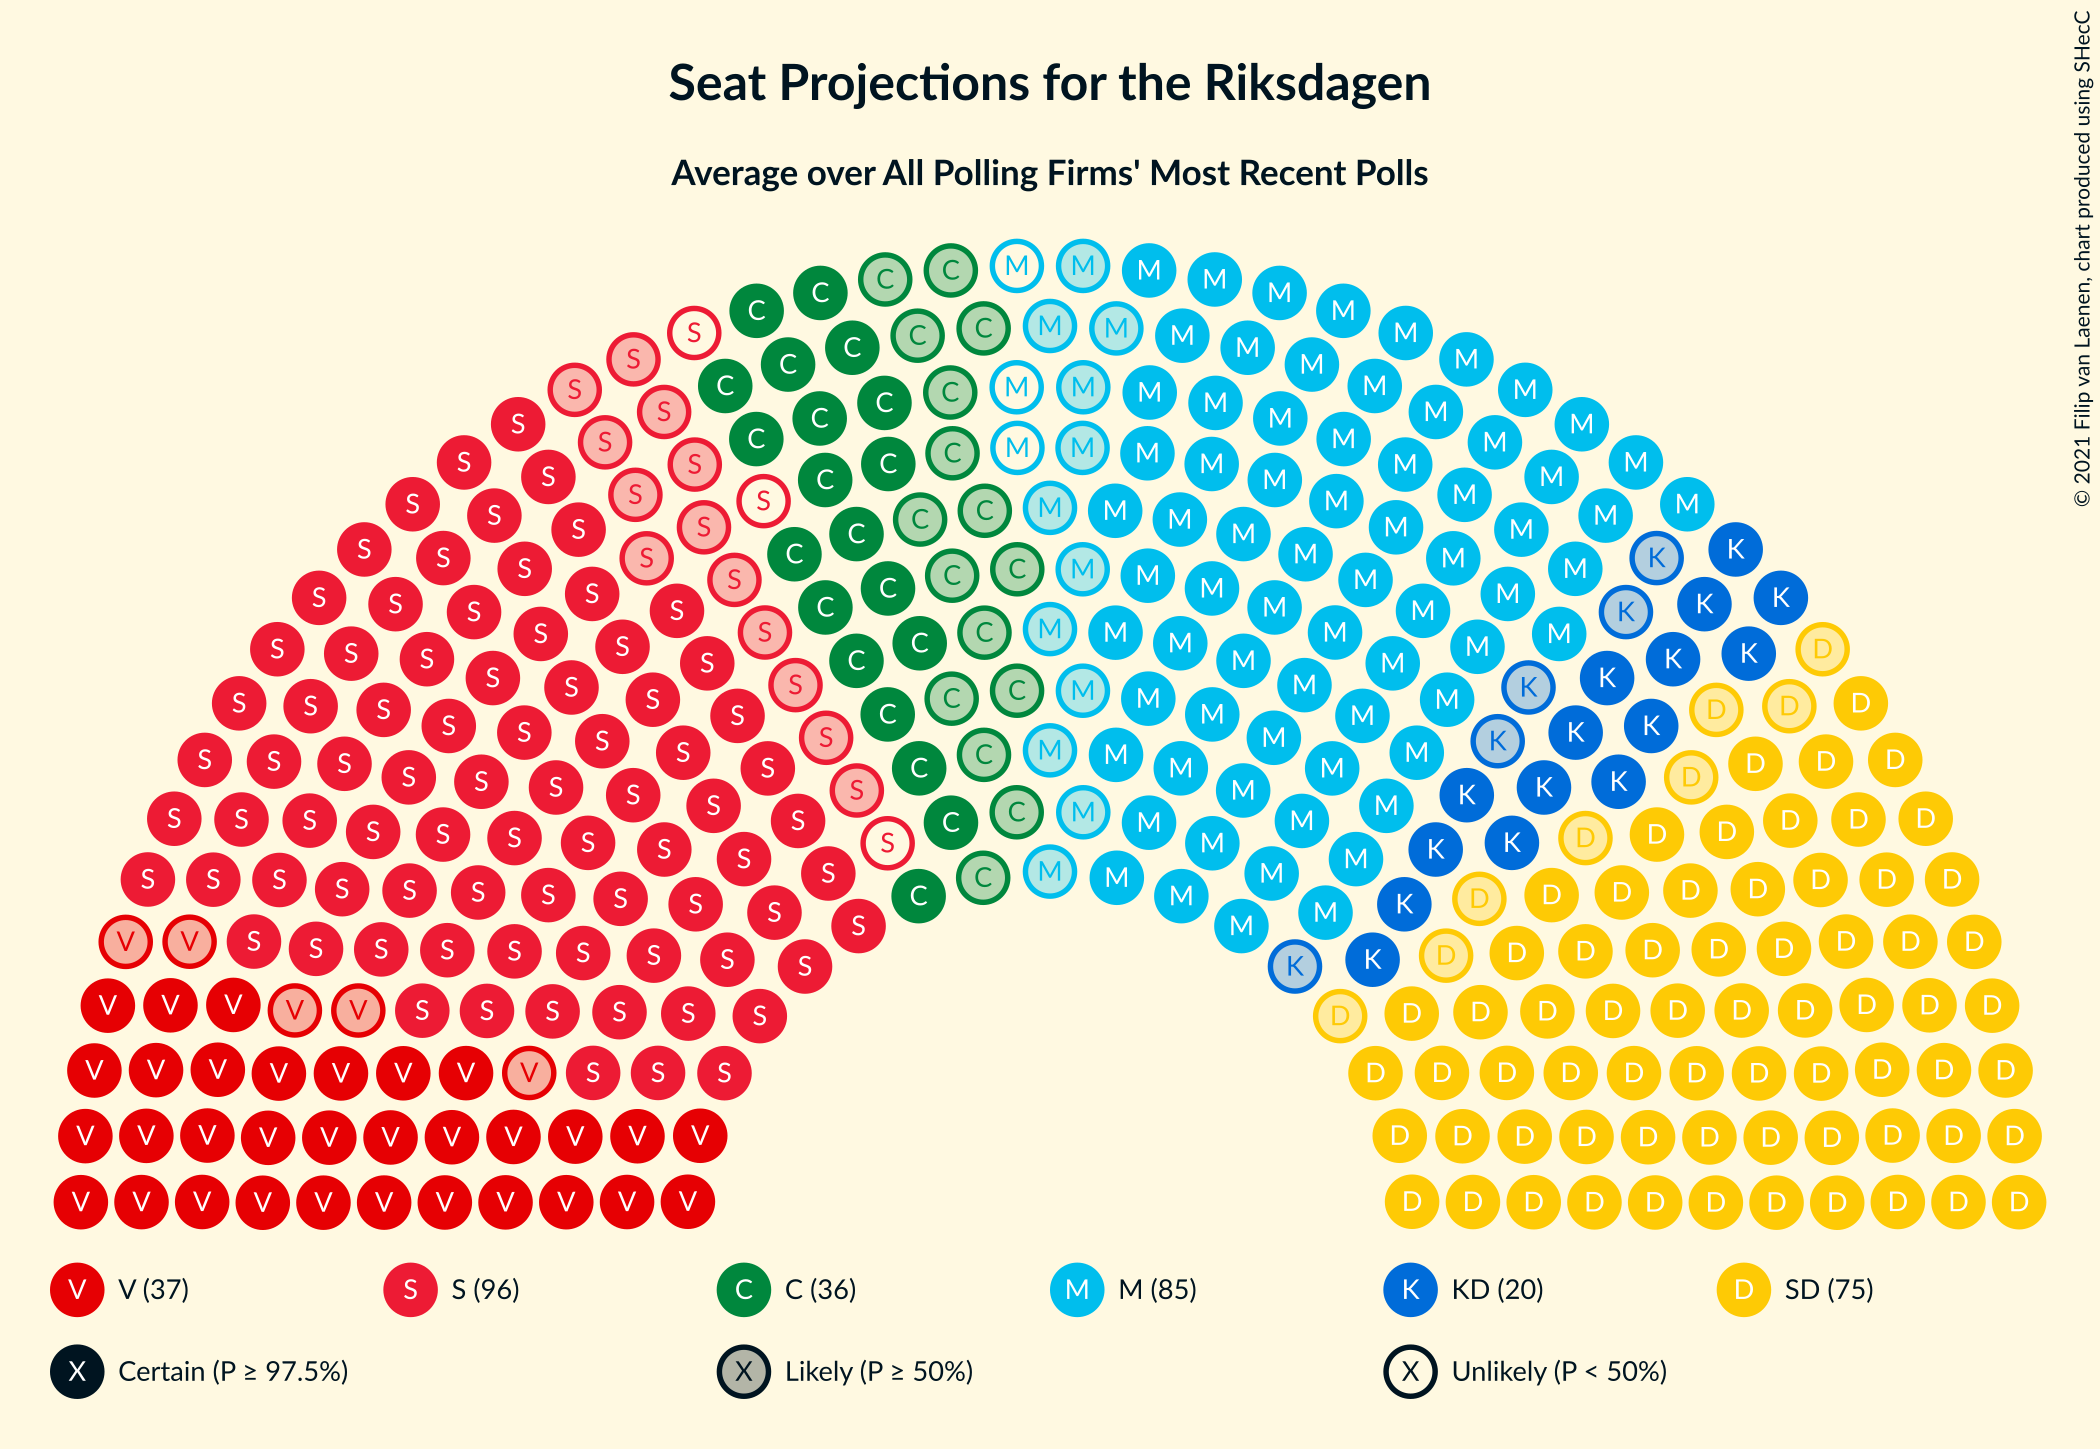 Seat Projections for the Riksdagen
Average over All Polling Firms' Most Recent Polls
© 2021 Filip van Laenen, chart produced using SHecC
V V (37)
S S (96)
C C (36)
M M (85)
K KD (20)
D SD (75)
X Certain (P ≥ 97.5%)
X Likely (P ≥ 50%)
X Unlikely (P < 50%)